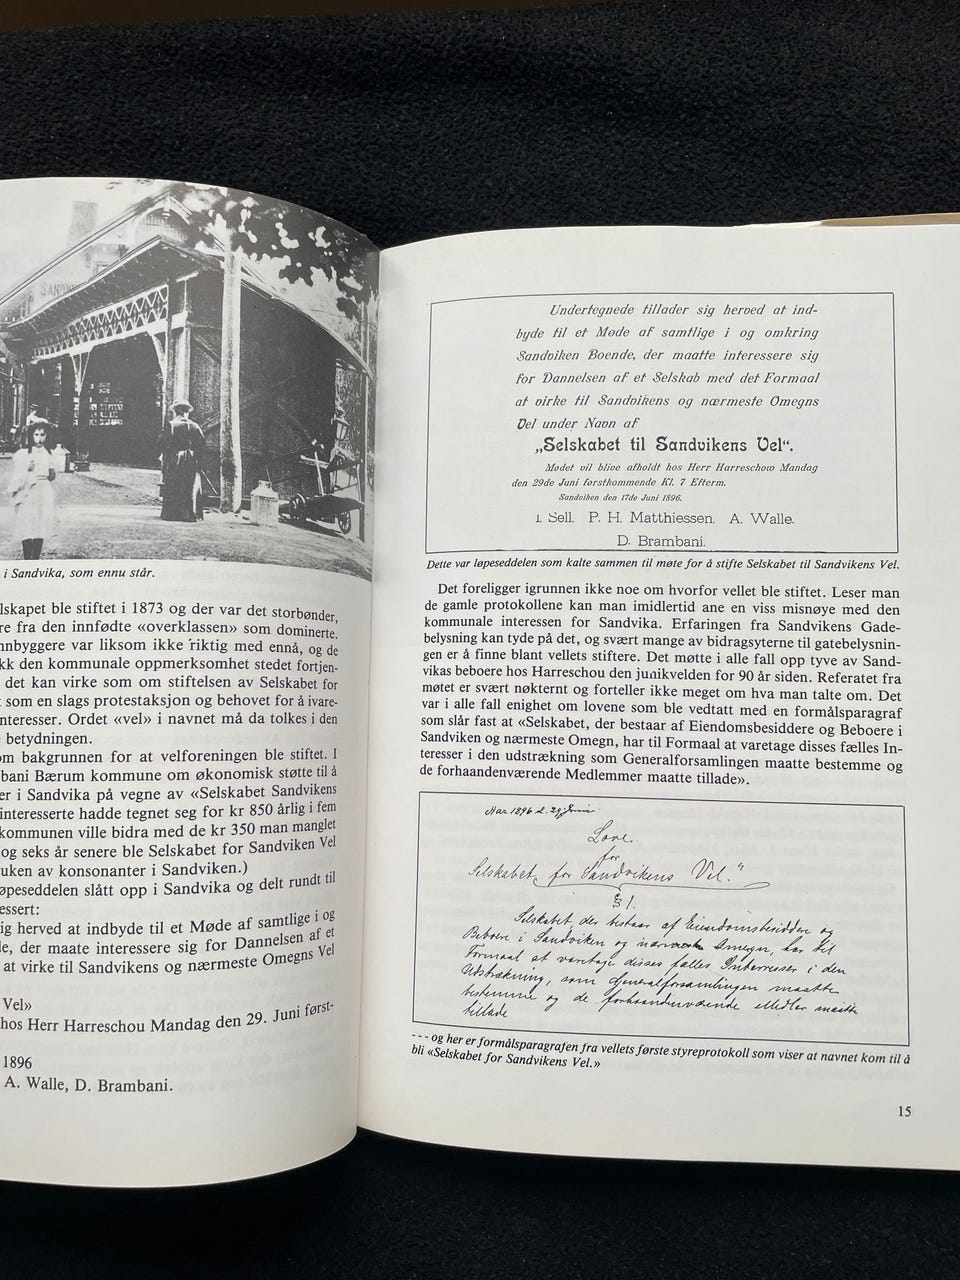 SANDV
i Sandvika, som ennu står.
lskapet ble stiftet i 1873 og der var det storbønder,
re fra den innfødte «overklassen» som dominerte.
nnbyggere var liksom ikke riktig med ennå, og de
kk den kommunale oppmerksomhet stedet fortjen-
det kan virke som om stiftelsen av Selskabet for
som en slags protestaksjon og behovet for å ivare-
nteresser. Ordet «vel» i navnet må da tolkes i den
betydningen.
om bakgrunnen for at velforeningen ble stiftet. I
bani Bærum kommune om økonomisk støtte til å
er i Sandvika på vegne av «Selskabet Sandvikens
interesserte hadde tegnet seg for kr 850 årlig i fem
kommunen ville bidra med de kr 350 man manglet
og seks år senere ble Selskabet for Sandviken Vel
uken av konsonanter i Sandviken.)
øpeseddelen slått opp i Sandvika og delt rundt til
essert:
ig herved at indbyde til et Møde af samtlige i og
de, der maate interessere sig for Dannelsen af et
at virke til Sandvikens og nærmeste Omegns Vel
Vel»
hos Herr Harreschou Mandag den 29. Juni først-
1896
A. Walle, D. Brambani.
Undertegnede tillader sig herved at ind-
byde til et Møde af samtlige i og omkring
Sandviken Boende, der maatte interessere sig
for Dannelsen af et Selskab med det Formaal
at virke til Sandvikens og nærmeste Omegns
Vel under Navn af
„Selskabet til Sandvikens Vel“.
Mødet vil blive afholdt hos Herr Harreschow Mandag
den 29de Juni førstkommende Kl. 7 Efterm.
Sandviken den 17de Juni 1896.
Sell. P. H. Matthiessen. A. Walle.
D. Brambani.
Dette var løpeseddelen som kalte sammen til møte for å stifte Selskabet til Sandvikens Vel.
Det foreligger igrunnen ikke noe om hvorfor vellet ble stiftet. Leser man
de gamle protokollene kan man imidlertid ane en viss misnøye med den
kommunale interessen for Sandvika. Erfaringen fra Sandvikens Gade-
belysning kan tyde på det, og svært mange av bidragsyterne til gatebelysnin-
gen er å finne blant vellets stiftere. Det møtte i alle fall opp tyve av Sand-
vikas beboere hos Harreschou den junikvelden for 90 år siden. Referatet fra
møtet er svært nøkternt og forteller ikke meget om hva man talte om. Det
var i alle fall enighet om lovene som ble vedtatt med en formålsparagraf
som slår fast at «Selskabet, der bestaar af Eiendomsbesiddere og Beboere i
Sandviken og nærmeste Omegn, har til Formaal at varetage disses fælles In-
teresser i den udstrækning som Generalforsamlingen maatte bestemme og
de forhaandenværende Medlemmer maatte tillade».
Aar 1896 d. 29 Juni
Love
for
Selskabet for Sandvikens Vel."
§ 1.
Selskabet der bestaar af Eiendomsbesiddere og
Beboere i Sandviken og nærmeste Omegn, har til
Formaal at varetage disses fælles Interesser i den
Udstrækning, som Generalforsamlingen maatte
bestemme og de forhaandenværende Medlemmer maatte
tillade
--- og her er formålsparagrafen fra vellets første styreprotokoll som viser at navnet kom til å
bli «Selskabet for Sandvikens Vel.»
15